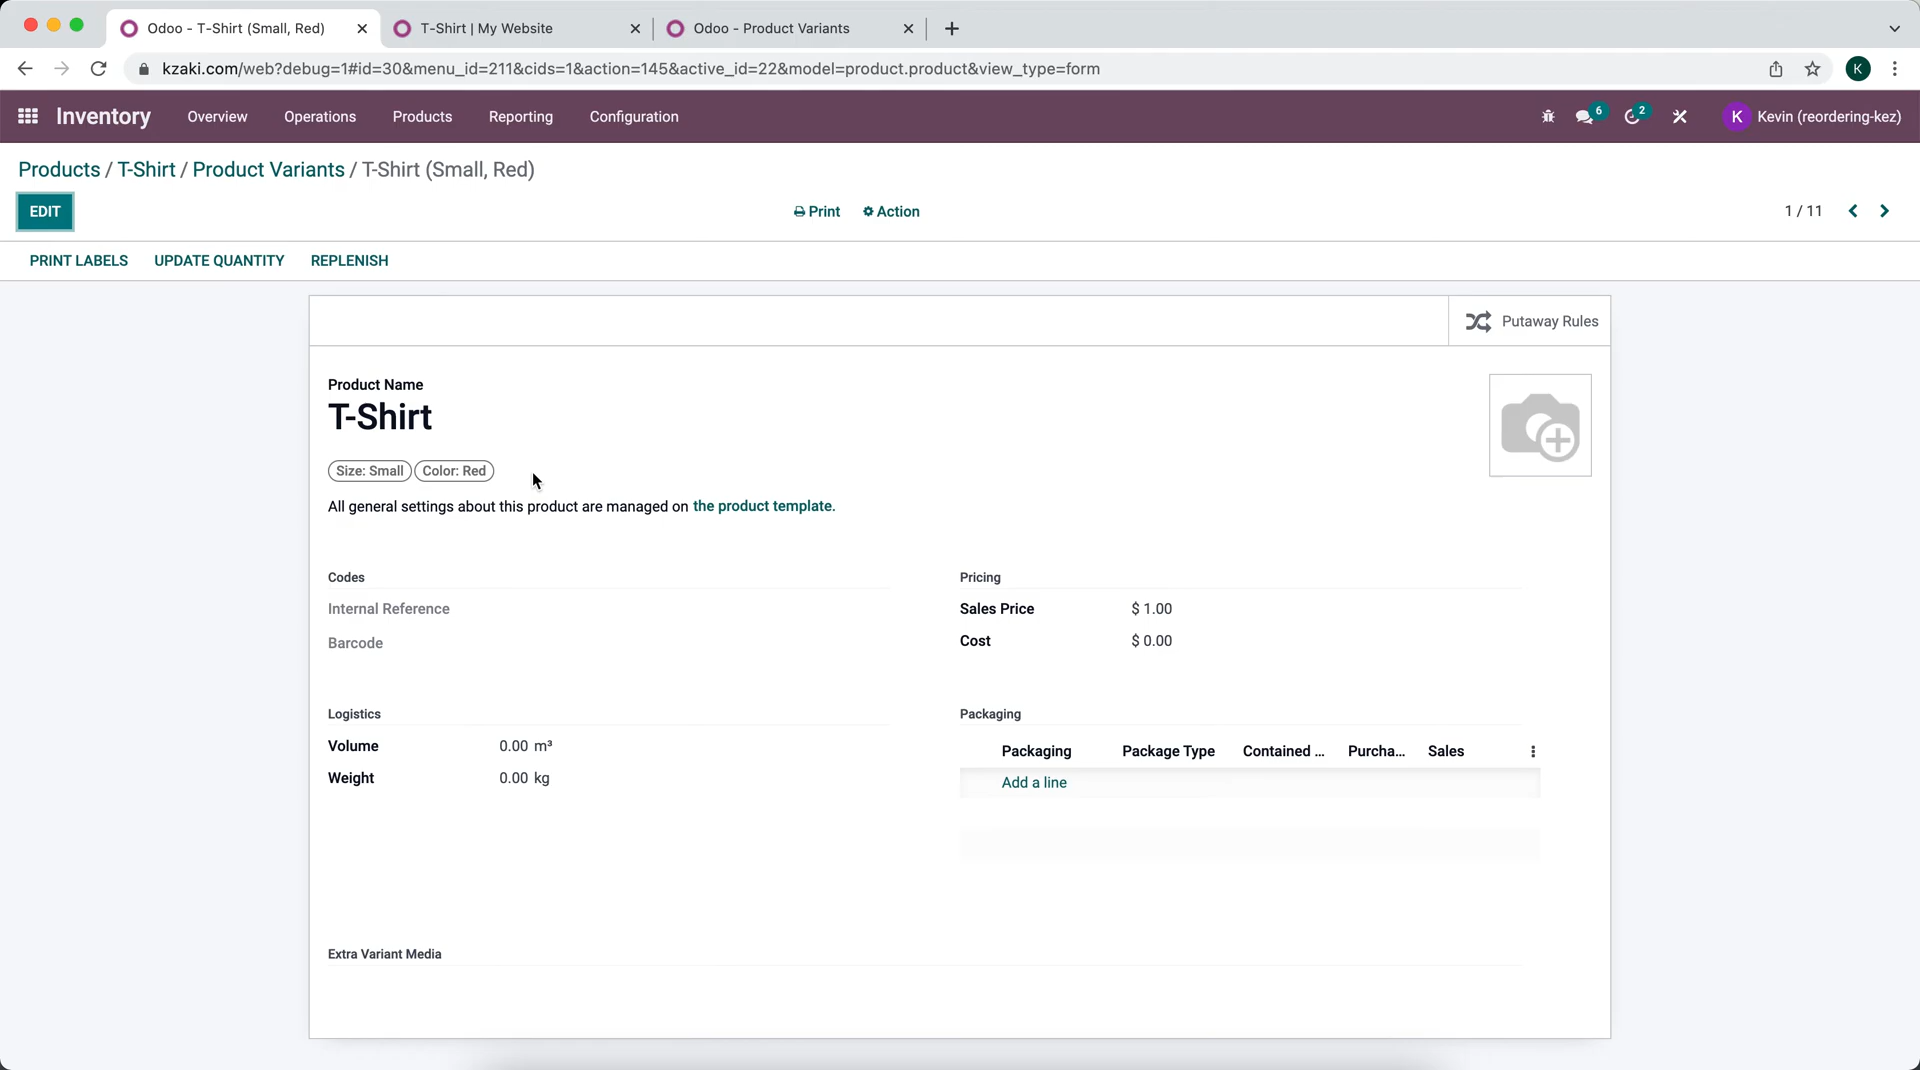 Odoo - T-Shirt (Small, Red)
T-Shirt | My Website
Odoo - Product Variants
kzaki.com/web?debug=1#id=30&menu_id=211&cids=1&action=145&active_id=22&model=product.product&view_type=form
K
Inventory Overview Operations Products Reporting Configuration
6 2 K Kevin (reordering-kez)
Products / T-Shirt / Product Variants / T-Shirt (Small, Red)
EDIT Print Action 1 / 11
PRINT LABELS UPDATE QUANTITY REPLENISH
Putaway Rules
Product Name
T-Shirt
Size: Small Color: Red
All general settings about this product are managed on the product template.
Codes
Internal Reference
Barcode
Pricing
Sales Price $ 1.00
Cost $ 0.00
Logistics
Volume 0.00 m³
Weight 0.00 kg
Packaging
Packaging Package Type Contained ... Purcha... Sales
Add a line
Extra Variant Media